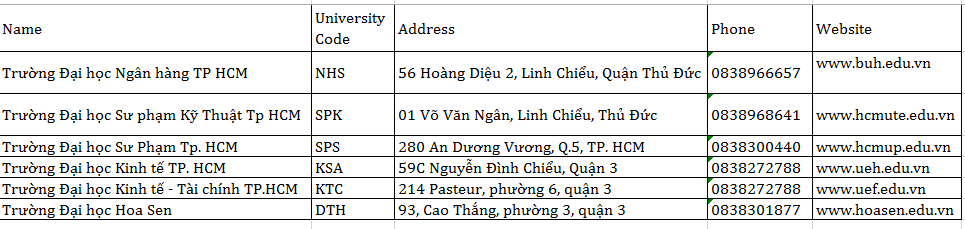 Name University Code Address Phone Website
Trường Đại học Ngân hàng TP HCM NHS 56 Hoàng Diệu 2, Linh Chiểu, Quận Thủ Đức 0838966657 www.buh.edu.vn
Trường Đại học Sư phạm Kỹ Thuật Tp HCM SPK 01 Võ Văn Ngân, Linh Chiểu, Thủ Đức 0838968641 www.hcmute.edu.vn
Trường Đại học Sư Phạm Tp. HCM SPS 280 An Dương Vương, Q.5, TP. HCM 0838300440 www.hcmup.edu.vn
Trường Đại học Kinh tế TP. HCM KSA 59C Nguyễn Đình Chiểu, Quận 3 0838272788 www.ueh.edu.vn
Trường Đại học Kinh tế - Tài chính TP.HCM KTC 214 Pasteur, phường 6, quận 3 0838272788 www.uef.edu.vn
Trường Đại học Hoa Sen DTH 93, Cao Thắng, phường 3, quận 3 0838301877 www.hoasen.edu.vn